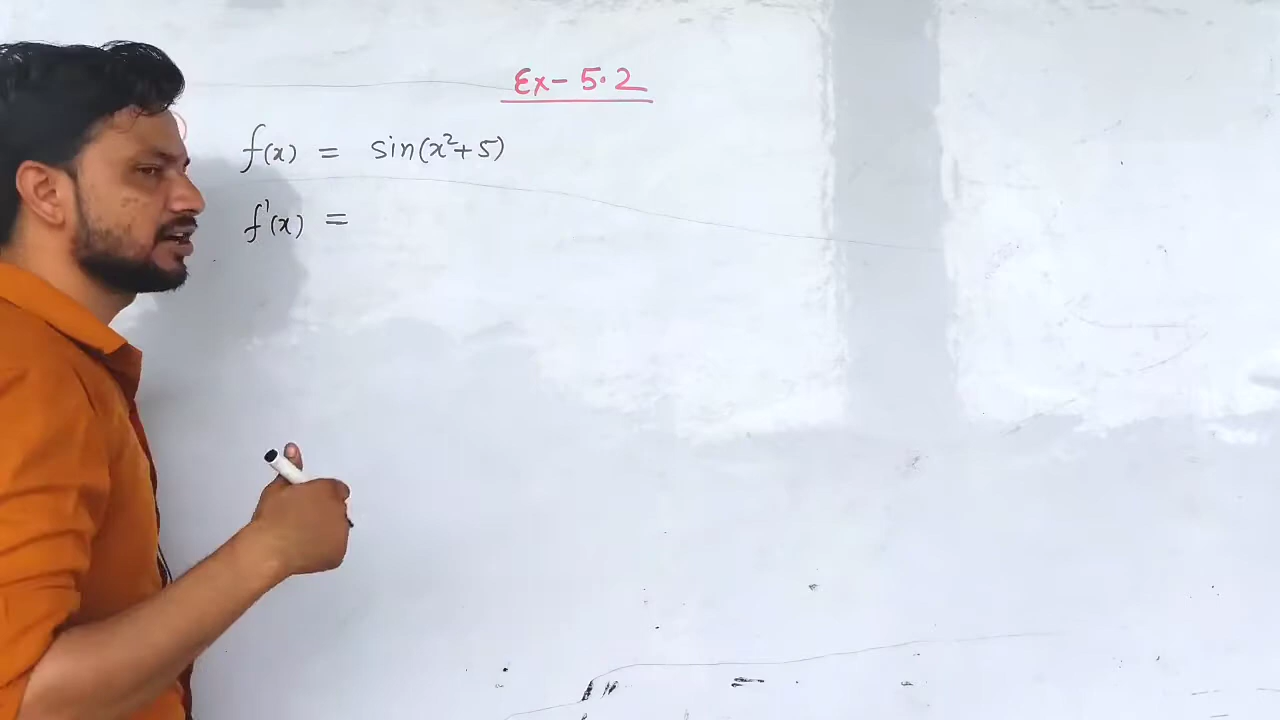 Ex - 5.2
f(x) = sin(x²+5)
f'(x) =